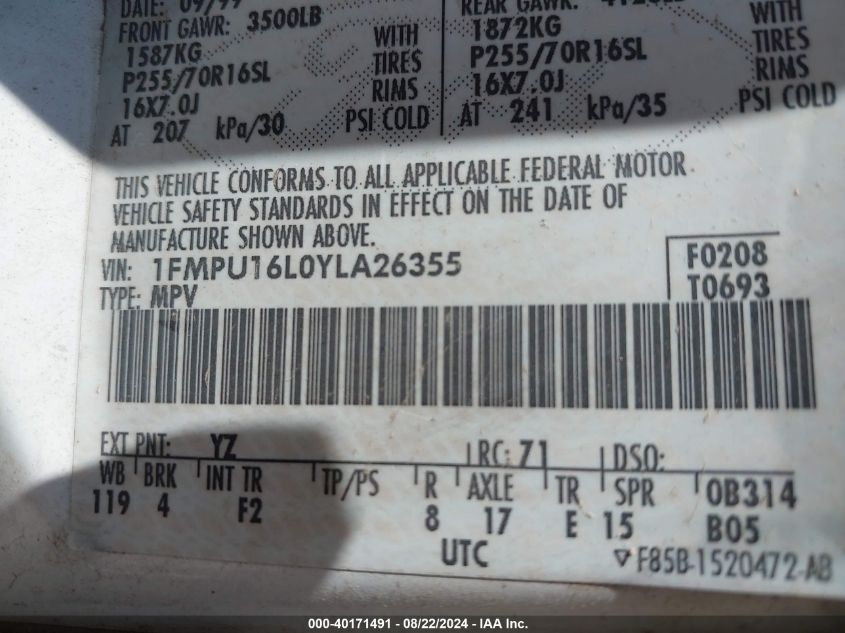 DATE: 09/99
FRONT GAWR: 3500LB
1587KG WITH
P255/70R16SL TIRES
16X7.0J RIMS
AT 207 kPa/30 PSI COLD
REAR GAWR:
1872KG WITH
P255/70R16SL TIRES
16X7.0J RIMS
AT 241 kPa/35 PSI COLD
THIS VEHICLE CONFORMS TO ALL APPLICABLE FEDERAL MOTOR
VEHICLE SAFETY STANDARDS IN EFFECT ON THE DATE OF
MANUFACTURE SHOWN ABOVE.
VIN: 1FMPU16L0YLA26355
F0208
TYPE: MPV
T0693
EXT PNT: YZ RC: 71 DSO:
WB BRK INT TR TP/PS R AXLE TR SPR 0B314
119 4 F2 8 17 E 15 B05
UTC
F85B-1520472-AB
000-40171491 - 08/22/2024 - IAA Inc.